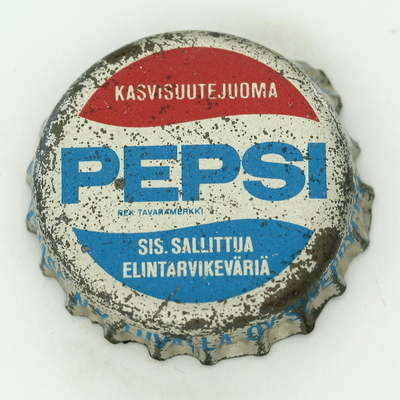 KASVISUUTEJUOMA
PEPSI
REK. TAVARAMERKKI
SIS. SALLITTUA
ELINTARVIKEVÄRIÄ